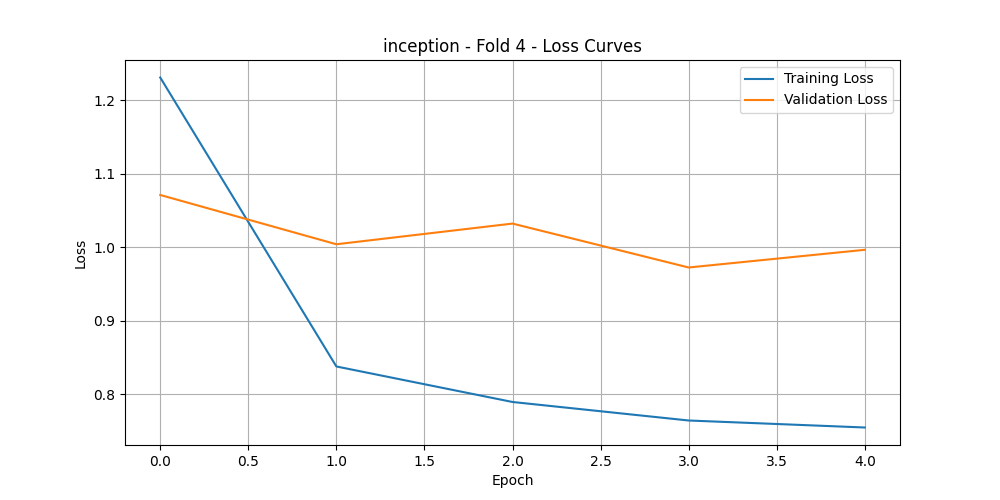 inception - Fold 4 - Loss Curves
Training Loss
Validation Loss
1.2
1.1
1.0
0.9
0.8
Loss
0.0 0.5 1.0 1.5 2.0 2.5 3.0 3.5 4.0
Epoch